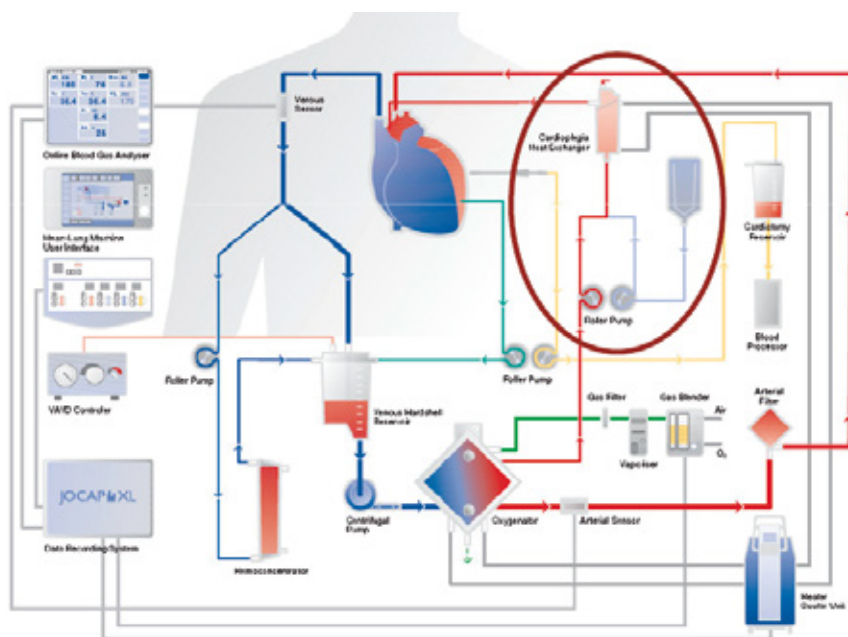 Venous
Sensor
Online Blood Gas Analyser
Heart-Lung Machine
User Interface
VAVD Controller
JOCAP XL
Data Recording System
Roller Pump
Hemoconcentrator
Venous Hardshell
Reservoir
Centrifugal
Pump
Oxygenator
Roller Pump
Cardioplegia
Heat Exchanger
Roller Pump
Cardiotomy
Reservoir
Blood
Processor
Gas Filter
Vaporiser
Gas Blender
Air
O₂
Arterial
Filter
Arterial Sensor
Heater
Cooler Unit